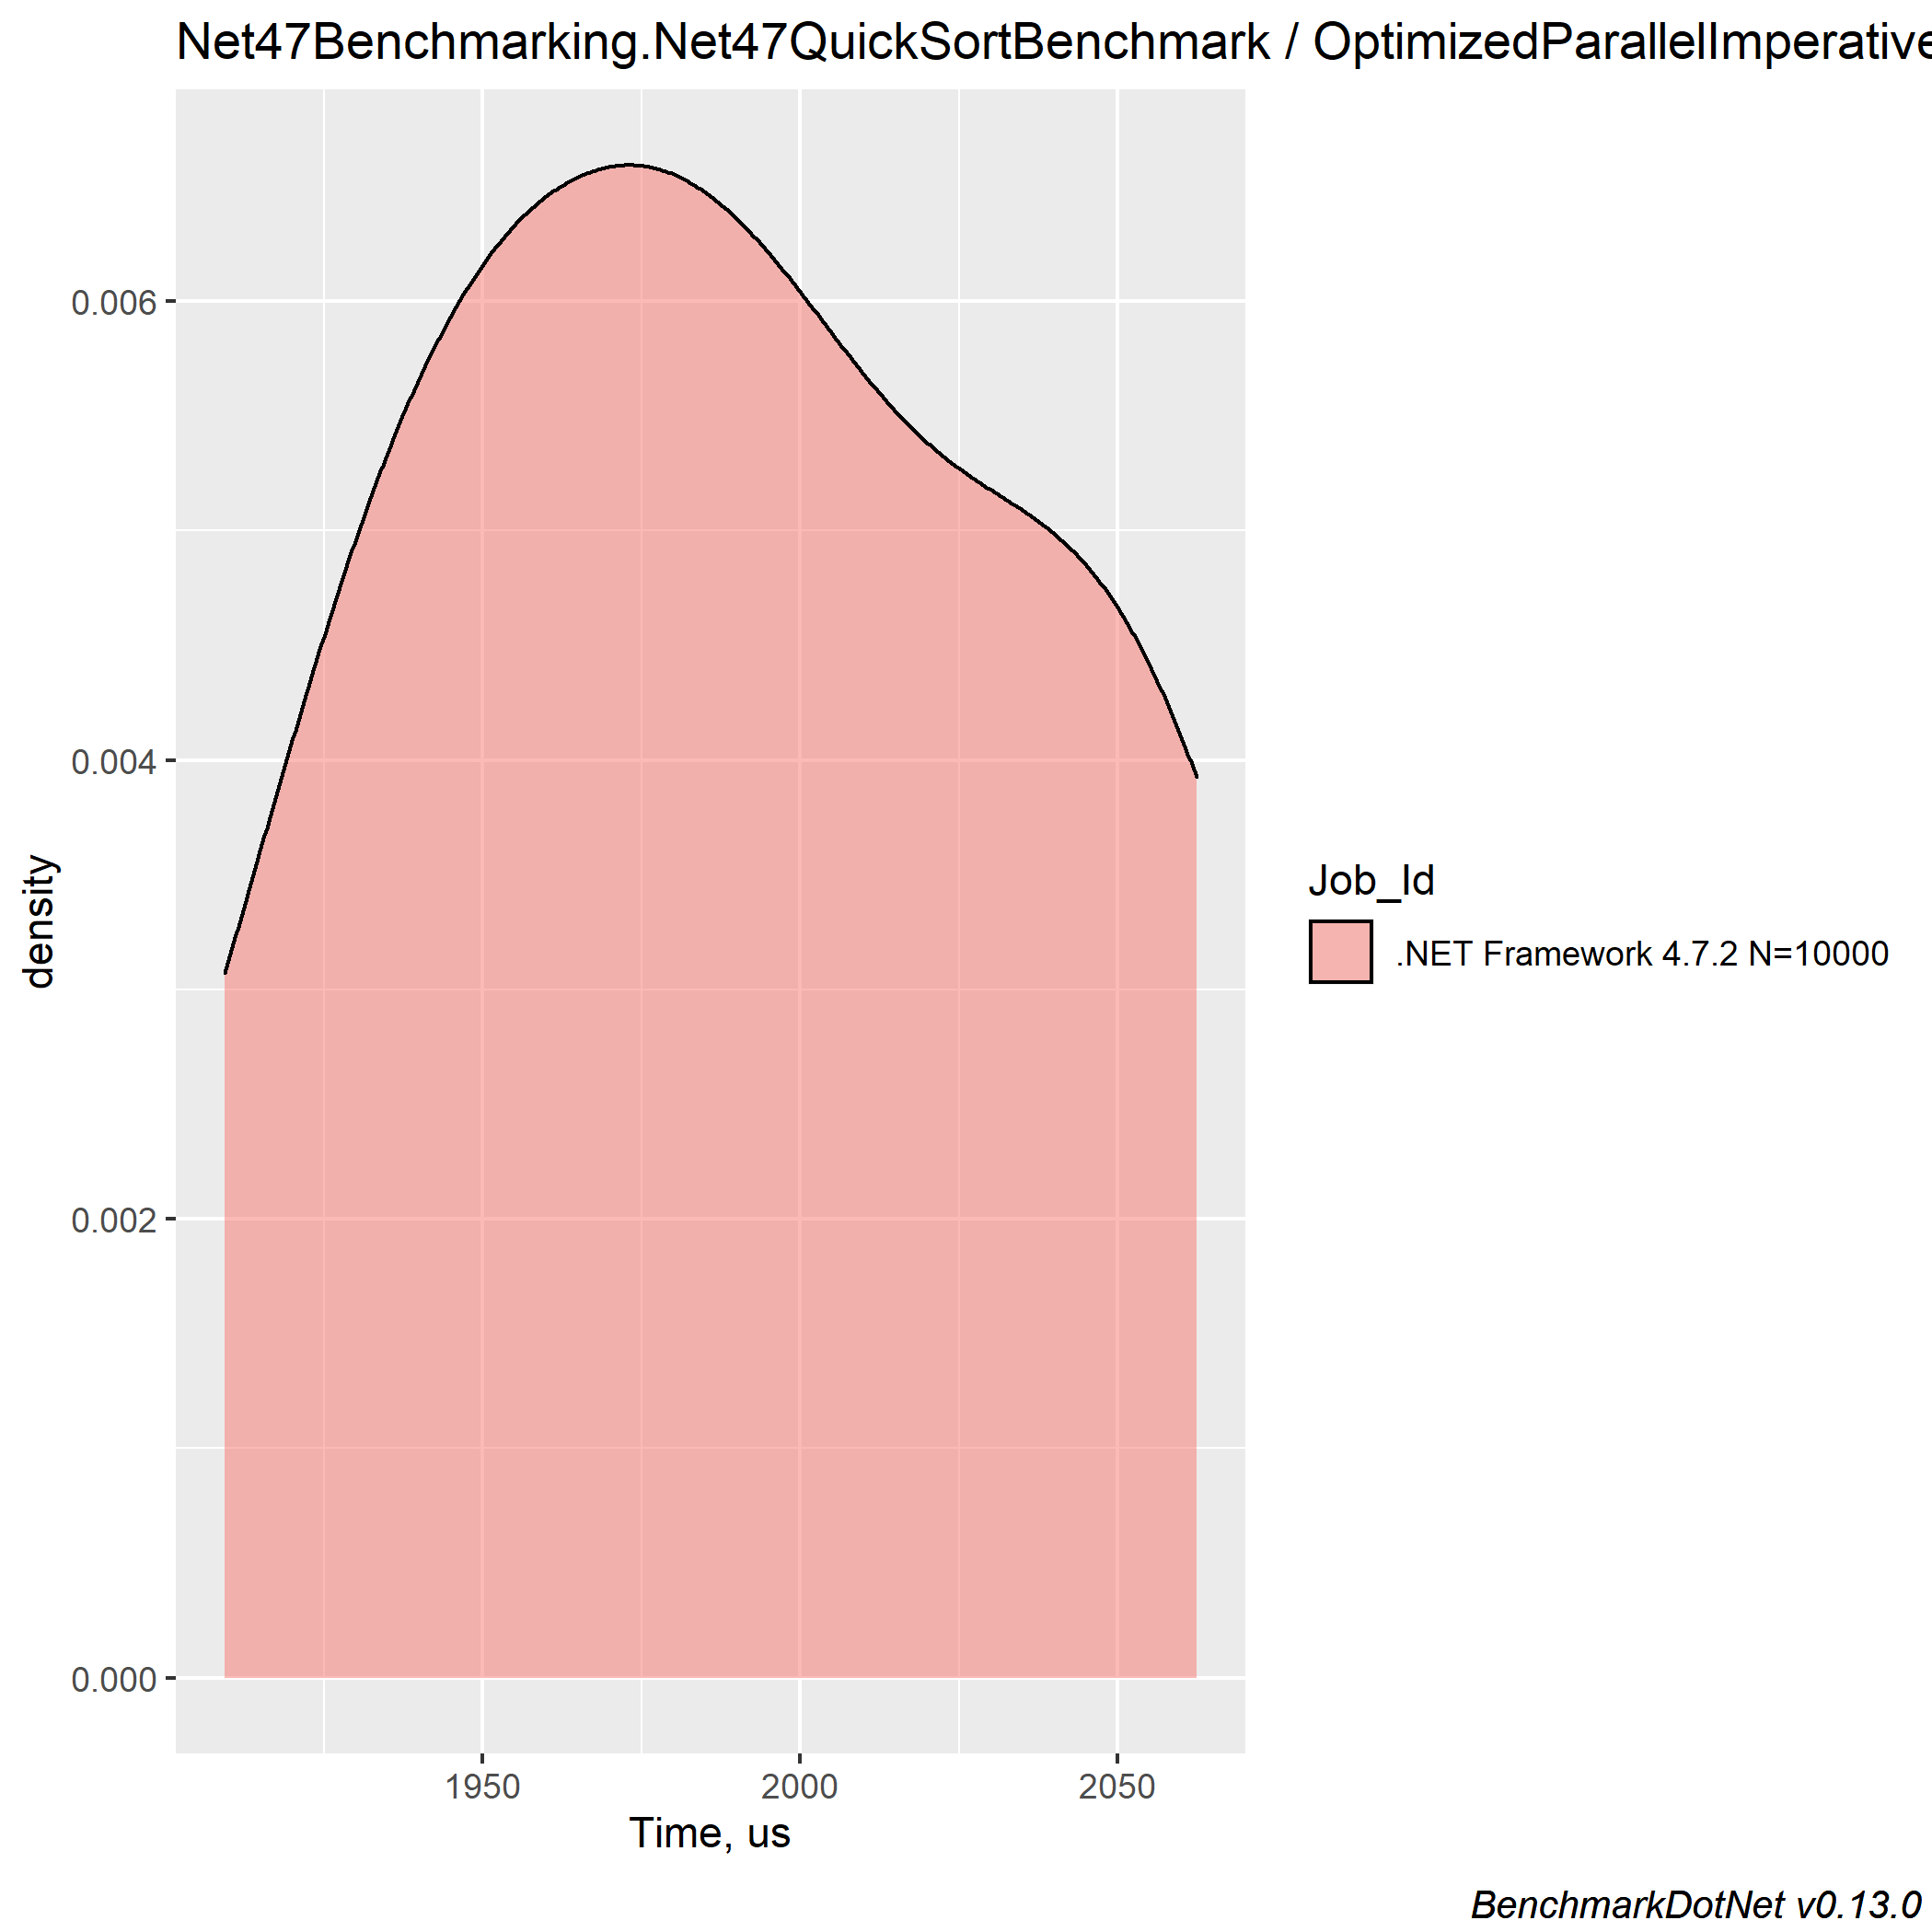 Net47Benchmarking.Net47QuickSortBenchmark / OptimizedParallelImperative
density
0.006
0.004
0.002
0.000
1950 2000 2050
Time, us
Job_Id
.NET Framework 4.7.2 N=10000
BenchmarkDotNet v0.13.0